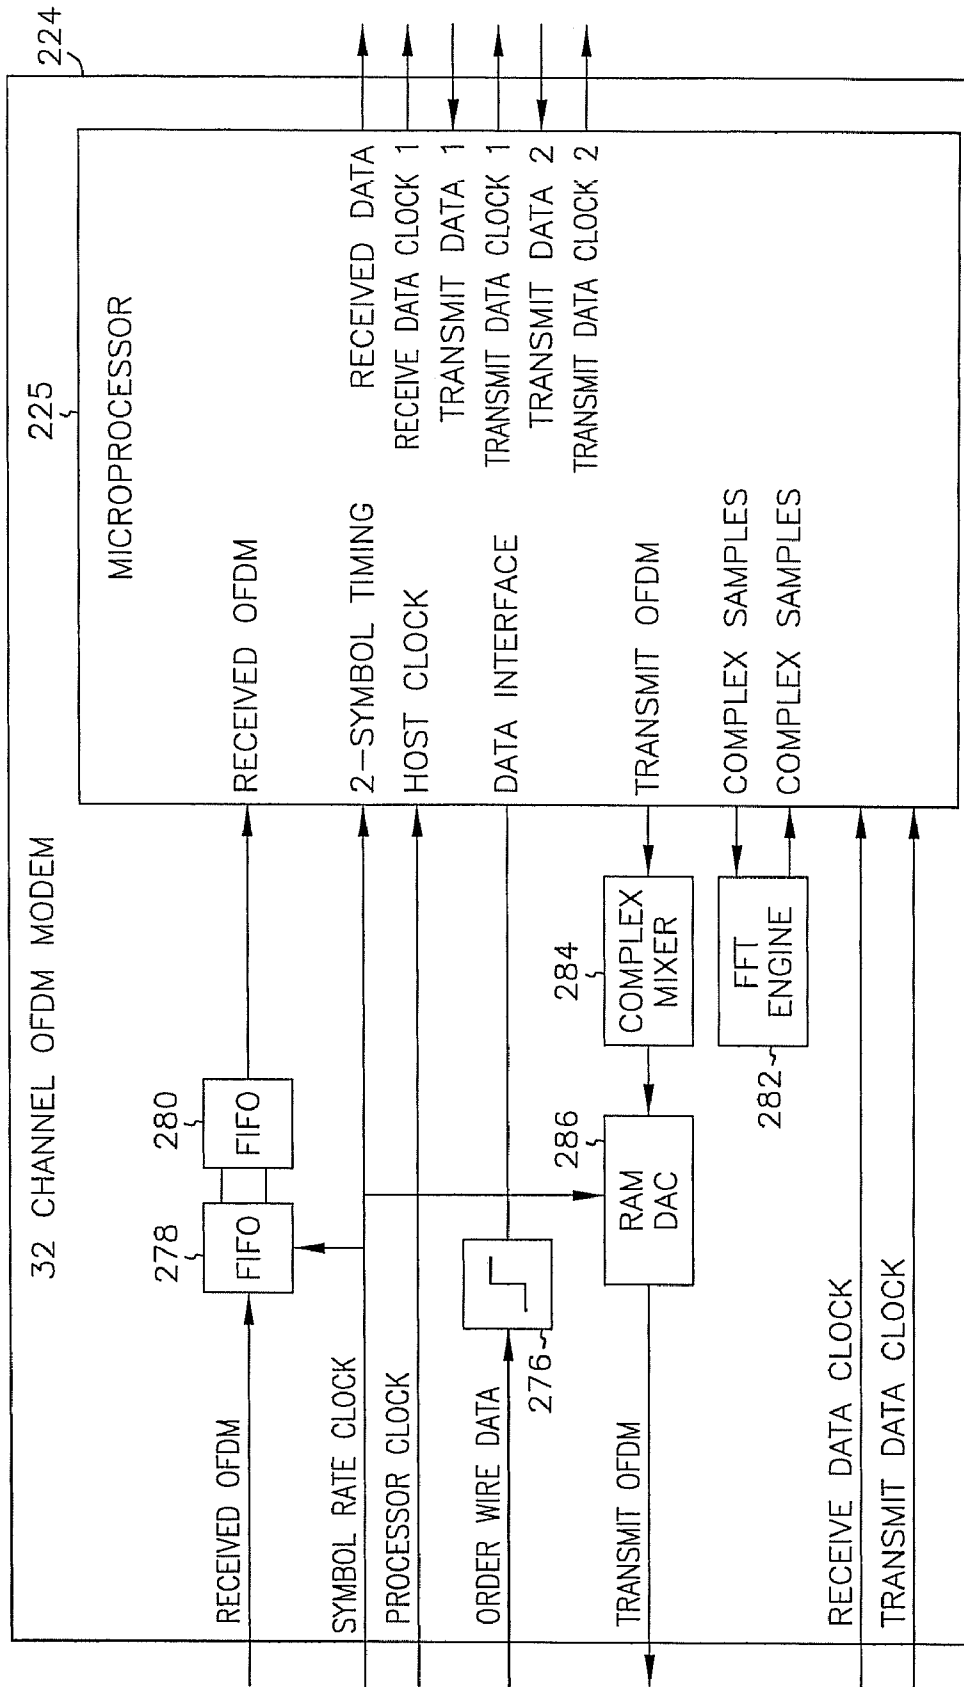 32 CHANNEL OFDM MODEM
224
225
MICROPROCESSOR
RECEIVED OFDM
278
FIFO
280
FIFO
RECEIVED OFDM
SYMBOL RATE CLOCK
2-SYMBOL TIMING
PROCESSOR CLOCK
HOST CLOCK
ORDER WIRE DATA
276
DATA INTERFACE
TRANSMIT OFDM
286
RAM
DAC
284
COMPLEX
MIXER
TRANSMIT OFDM
282
FFT
ENGINE
COMPLEX SAMPLES
COMPLEX SAMPLES
RECEIVE DATA CLOCK
TRANSMIT DATA CLOCK
RECEIVED DATA
RECEIVE DATA CLOCK 1
TRANSMIT DATA 1
TRANSMIT DATA CLOCK 1
TRANSMIT DATA 2
TRANSMIT DATA CLOCK 2